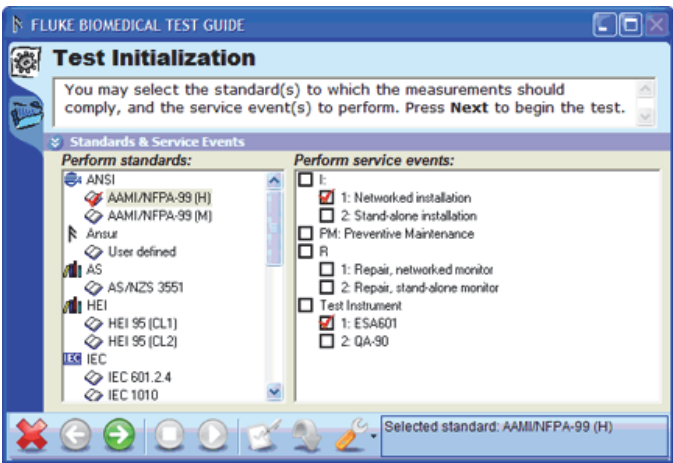 FLUKE BIOMEDICAL TEST GUIDE
Test Initialization
You may select the standard(s) to which the measurements should
comply, and the service event(s) to perform. Press Next to begin the test.
Standards & Service Events
Perform standards:
ANSI
AAMI/NFPA-99 (H)
AAMI/NFPA-99 (M)
Ansur
User defined
AS
AS/NZS 3551
HEI
HEI 95 (CL1)
HEI 95 (CL2)
IEC IEC
IEC 601.2.4
IEC 1010
Perform service events:
I:
1: Networked installation
2: Stand-alone installation
PM: Preventive Maintenance
R
1: Repair, networked monitor
2: Repair, stand-alone monitor
Test Instrument
1: ESA601
2: QA-90
Selected standard: AAMI/NFPA-99 (H)